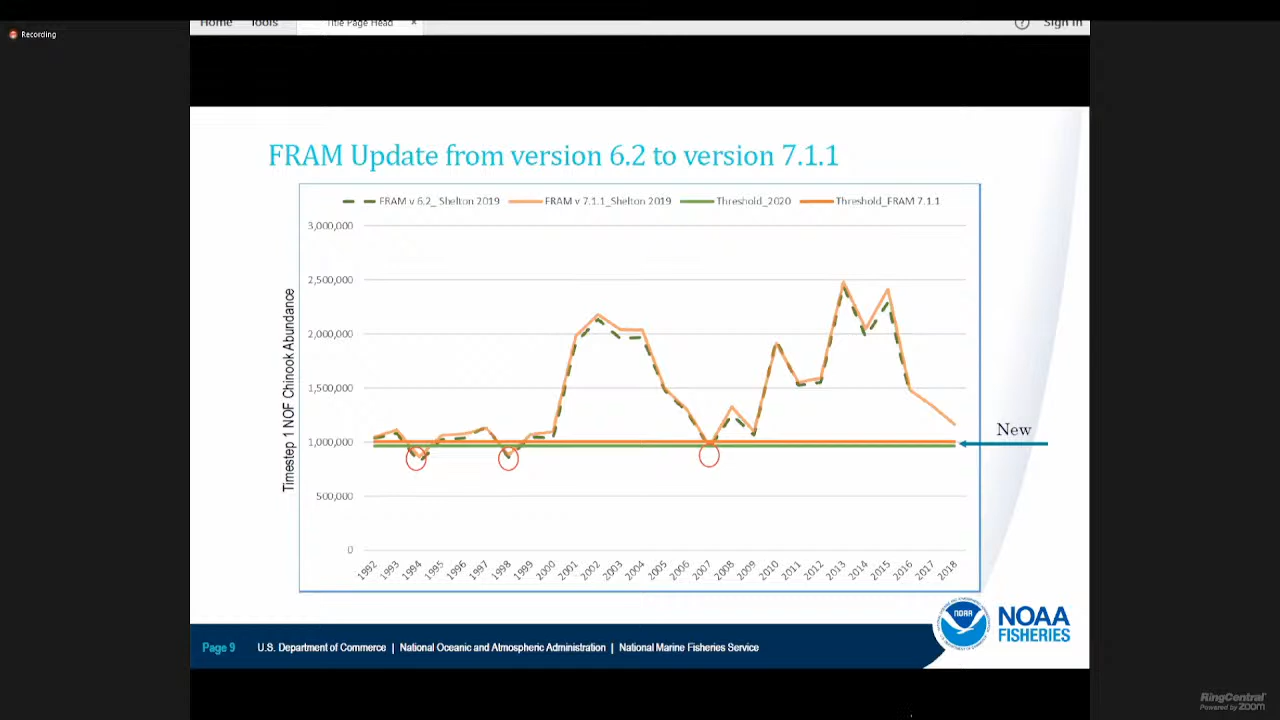 Home Tools Title Page Head × ? Sign In
Recording
FRAM Update from version 6.2 to version 7.1.1
FRAM v 6.2_ Shelton 2019 FRAM v 7.1.1_Shelton 2019 Threshold_2020 Threshold_FRAM 7.1.1
Timestep 1 NOF Chinook Abundance
3,000,000
2,500,000
2,000,000
1,500,000
1,000,000
500,000
0
New
1992 1993 1994 1995 1996 1997 1998 1999 2000 2001 2002 2003 2004 2005 2006 2007 2008 2009 2010 2011 2012 2013 2014 2015 2016 2017 2018
NOAA
NOAA
FISHERIES
Page 9 U.S. Department of Commerce | National Oceanic and Atmospheric Administration | National Marine Fisheries Service
RingCentral
Powered by zoom